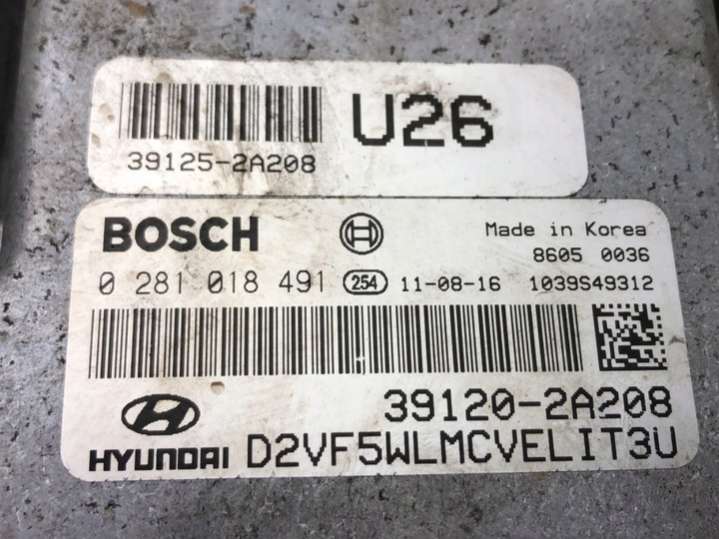 U26
39125-2A208
BOSCH Made in Korea
8605 0036
0 281 018 491 254 11-08-16 1039S49312
39120-2A208
HYUNDAI D2VF5WLMCVELIT3U